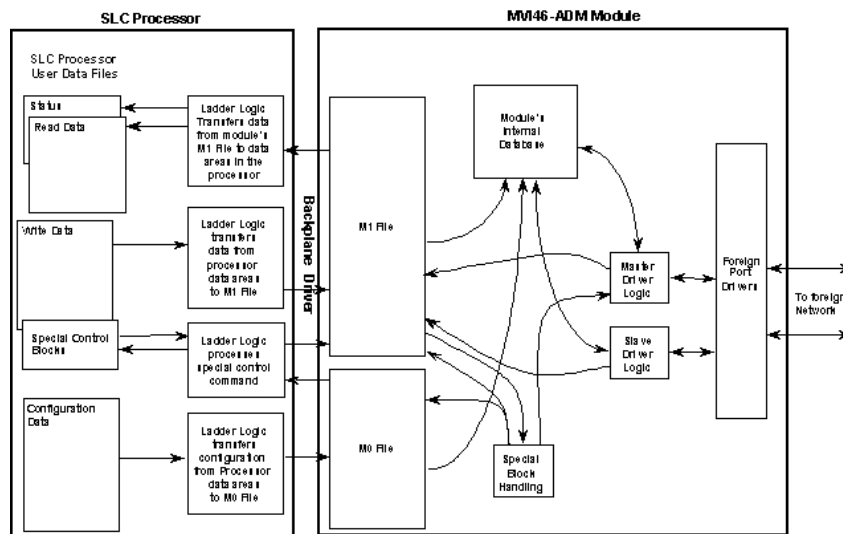 SLC Processor
MVI46-ADM Module
SLC Processor
User Data Files
Status
Read Data
Ladder Logic
Transfers data
from module's
M1 File to data
areas in the
processor
Write Data
Ladder Logic
transfers
data from
processor
data areas
to M1 File
Special Control
Blocks
Ladder Logic
processes
special control
command
Configuration
Data
Ladder Logic
transfers
configuration
from Processor
data areas
to M0 File
Backplane Driver
M1 File
M0 File
Module's
Internal
Database
Master
Driver
Logic
Slave
Driver
Logic
Special
Block
Handling
Foreign
Port
Drivers
To foreign
Network